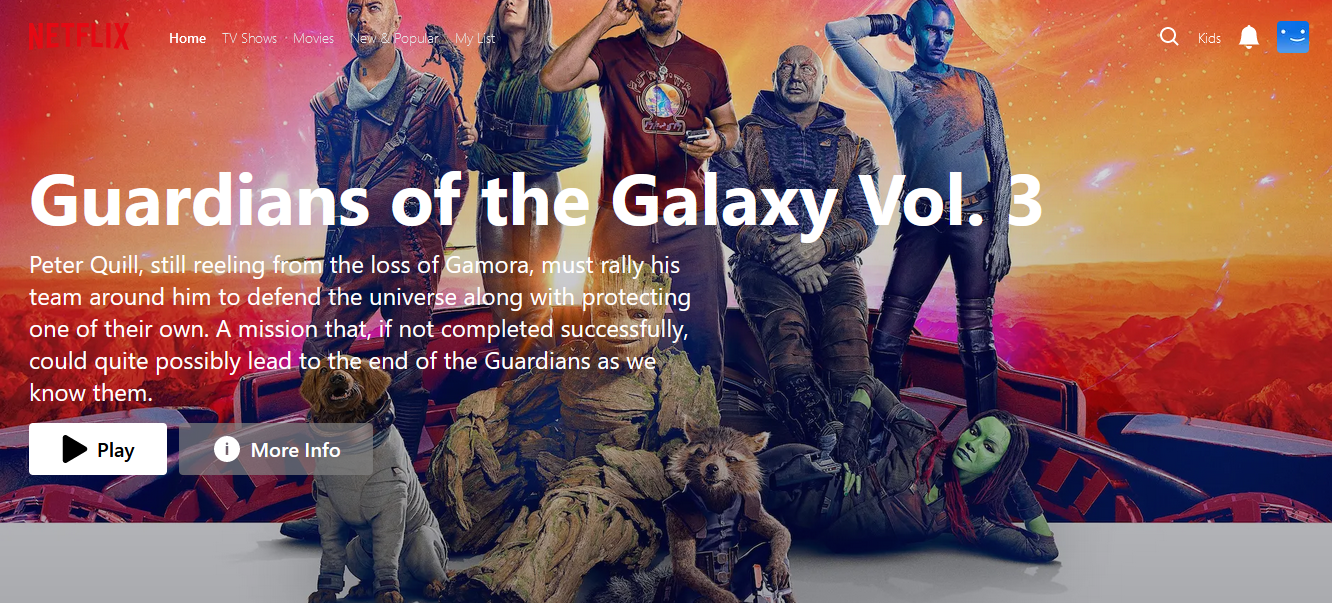 NETFLIX
Home TV Shows Movies New & Popular My List
Kids
Guardians of the Galaxy Vol. 3
Peter Quill, still reeling from the loss of Gamora, must rally his
team around him to defend the universe along with protecting
one of their own. A mission that, if not completed successfully,
could quite possibly lead to the end of the Guardians as we
know them.
Play
More Info